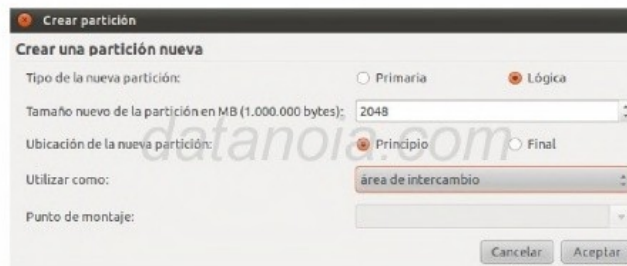 Crear partición
Crear una partición nueva
Tipo de la nueva partición: Primaria Lógica
Tamaño nuevo de la partición en MB (1.000.000 bytes): 2048
Ubicación de la nueva partición: Principio Final
datanoia.com
Utilizar como: área de intercambio
Punto de montaje:
Cancelar Aceptar